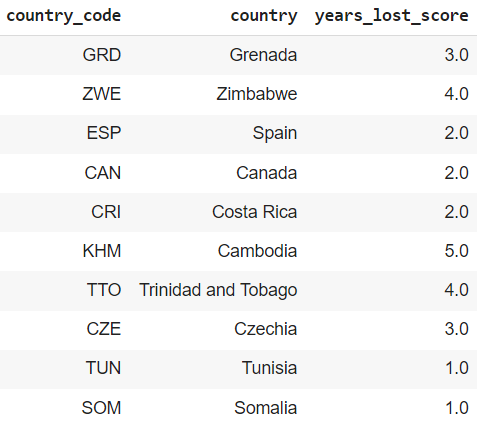 country_code country years_lost_score
GRD Grenada 3.0
ZWE Zimbabwe 4.0
ESP Spain 2.0
CAN Canada 2.0
CRI Costa Rica 2.0
KHM Cambodia 5.0
TTO Trinidad and Tobago 4.0
CZE Czechia 3.0
TUN Tunisia 1.0
SOM Somalia 1.0